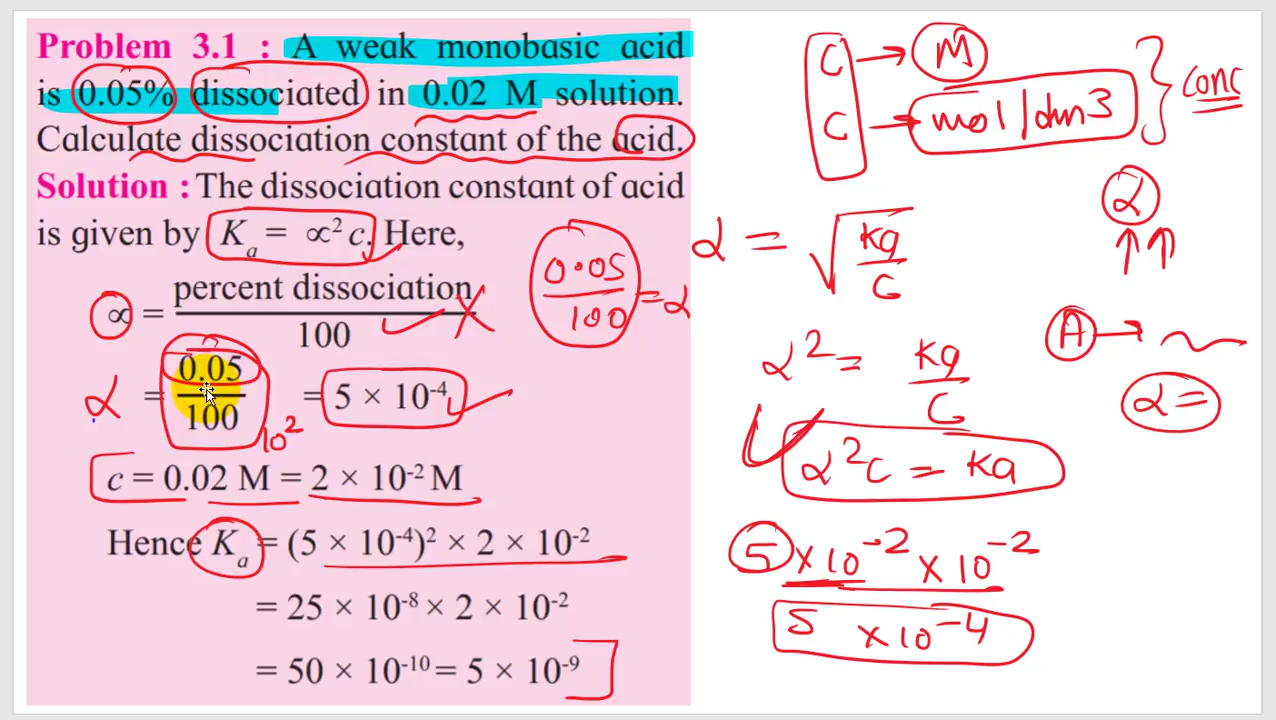 Problem 3.1 : A weak monobasic acid
is 0.05% dissociated in 0.02 M solution.
Calculate dissociation constant of the acid.
Solution : The dissociation constant of acid
is given by Kₐ = ∝² c. Here,
∝ = percent dissociation
100
α = 0.05 = 5 × 10⁻⁴
100
10²
c = 0.02 M = 2 × 10⁻² M
Hence Kₐ = (5 × 10⁻⁴)² × 2 × 10⁻²
= 25 × 10⁻⁸ × 2 × 10⁻²
= 50 × 10⁻¹⁰ = 5 × 10⁻⁹
0.05
100 = α
C → M
C → mol/dm3
} conc
α = √ka
C
α² = ka
C
α²c = ka
5 × 10⁻² × 10⁻²
5 × 10⁻⁴
α
↑ ↑
A →
α =